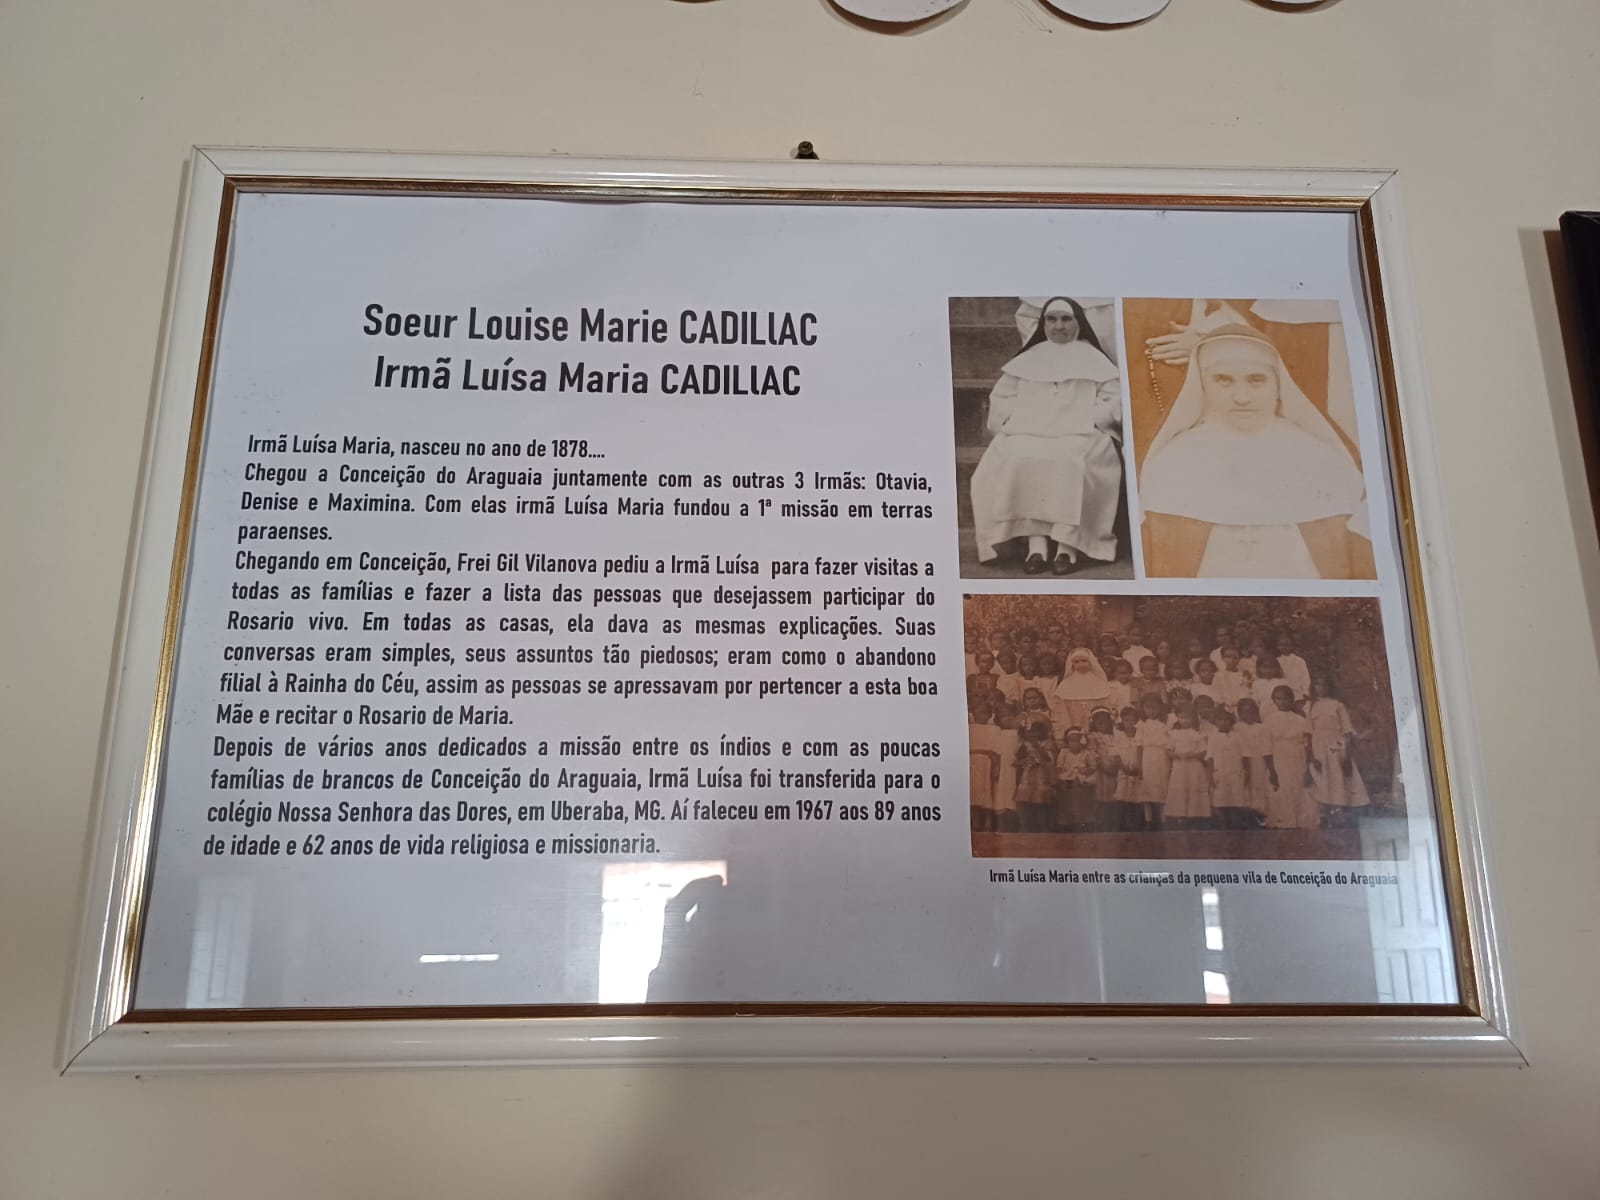 Soeur Louise Marie CADILlAC
Irmã Luísa Maria CADILlAC
Irmã Luísa Maria, nasceu no ano de 1878....
Chegou a Conceição do Araguaia juntamente com as outras 3 Irmãs: Otavia,
Denise e Maximina. Com elas irmã Luísa Maria fundou a 1ª missão em terras
paraenses.
Chegando em Conceição, Frei Gil Vilanova pediu a Irmã Luísa para fazer visitas a
todas as famílias e fazer a lista das pessoas que desejassem participar do
Rosario vivo. Em todas as casas, ela dava as mesmas explicações. Suas
conversas eram simples, seus assuntos tão piedosos; eram como o abandono
filial à Rainha do Céu, assim as pessoas se apressavam por pertencer a esta boa
Mãe e recitar o Rosario de Maria.
Depois de vários anos dedicados a missão entre os índios e com as poucas
famílias de brancos de Conceição do Araguaia, Irmã Luísa foi transferida para o
colégio Nossa Senhora das Dores, em Uberaba, MG. Aí faleceu em 1967 aos 89 anos
de idade e 62 anos de vida religiosa e missionaria.
Irmã Luísa Maria entre as crianças da pequena vila de Conceição do Araguaia